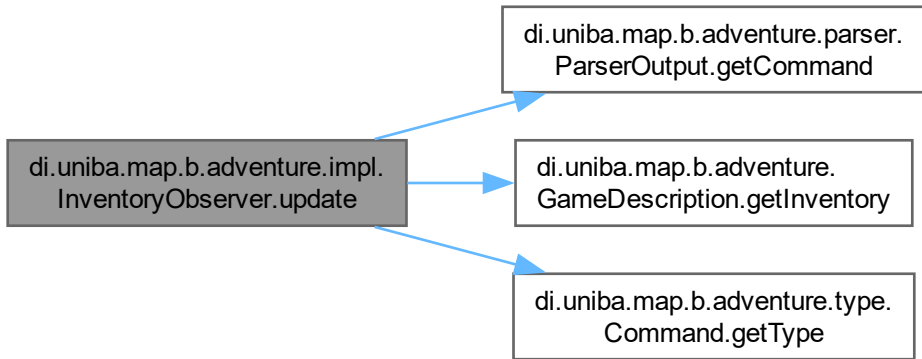 di.uniba.map.b.adventure.impl.
InventoryObserver.update
di.uniba.map.b.adventure.parser.
ParserOutput.getCommand
di.uniba.map.b.adventure.
GameDescription.getInventory
di.uniba.map.b.adventure.type.
Command.getType